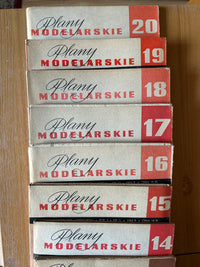 Plany
MODELARSKIE 20
Plany
MODELARSKIE 19
Plany
MODELARSKIE 18
Plany
MODELARSKIE 17
Plany
MODELARSKIE 16
Plany
MODELARSKIE 15
Plany
MODELARSKIE 14